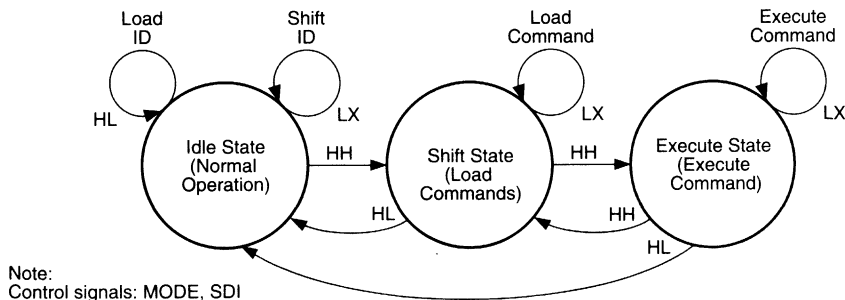 Load
ID
Shift
ID
Load
Command
Execute
Command
HL
LX
LX
LX
Idle State
(Normal
Operation)
HH
Shift State
(Load
Commands)
HH
Execute State
(Execute
Command)
HL
HH
HL
Note:
Control signals: MODE, SDI